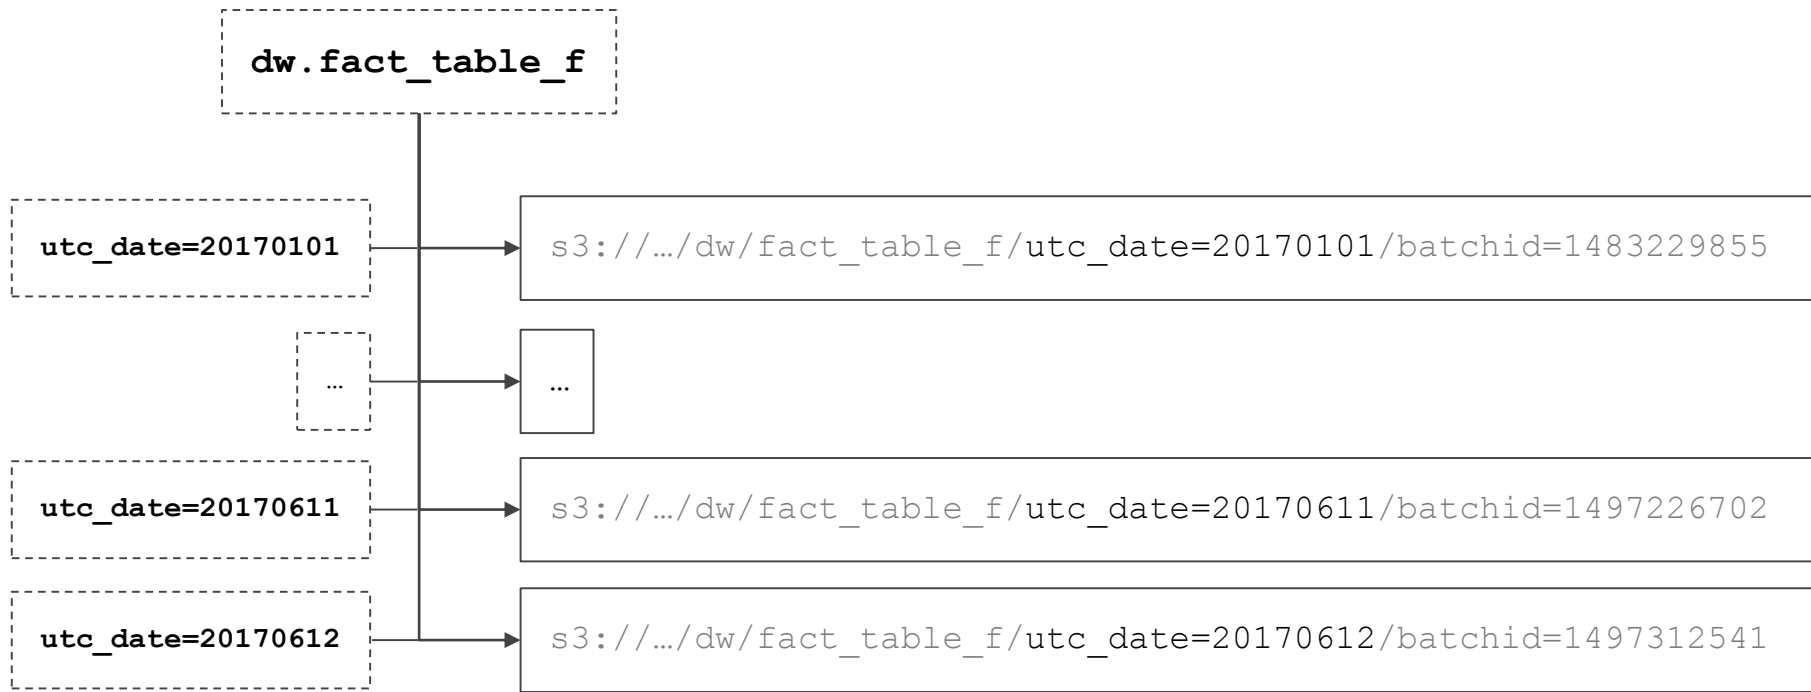 dw.fact_table_f
utc_date=20170101
s3://…/dw/fact_table_f/utc_date=20170101/batchid=1483229855
…
…
utc_date=20170611
s3://…/dw/fact_table_f/utc_date=20170611/batchid=1497226702
utc_date=20170612
s3://…/dw/fact_table_f/utc_date=20170612/batchid=1497312541